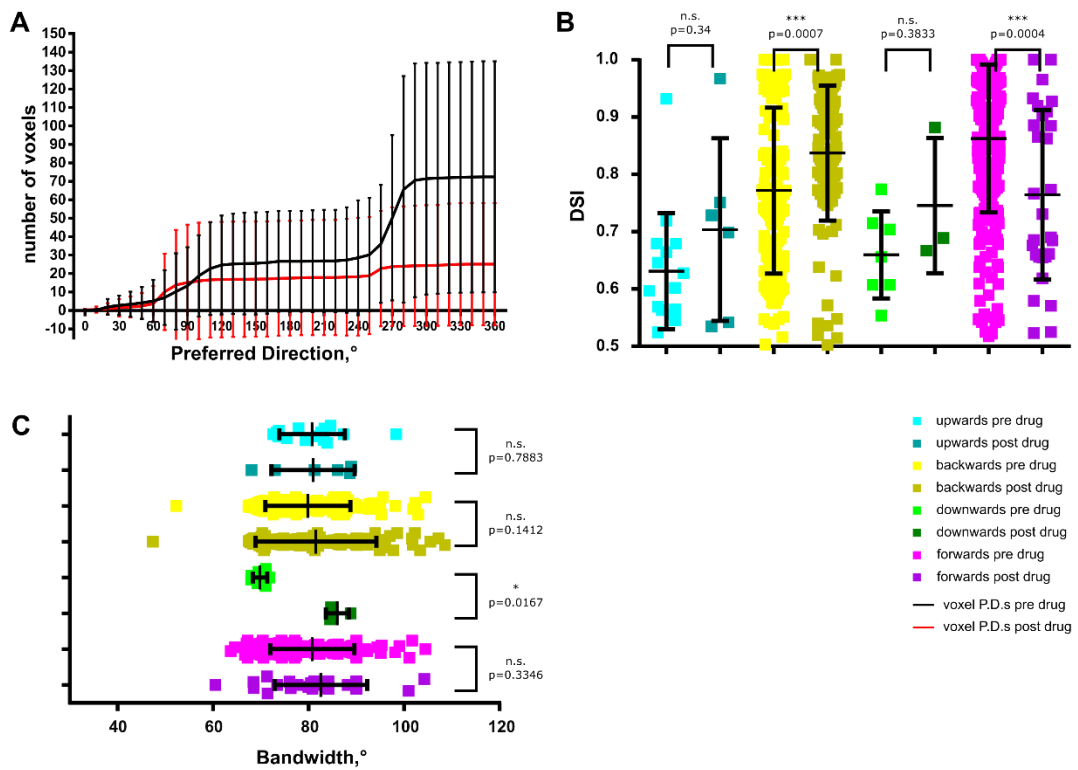 A
150
140
130
120
110
100
90
80
70
60
50
40
30
20
10
0
-10
number of voxels
0 30 60 90 120 150 180 210 240 270 300 330 360
Preferred Direction,°
B
n.s.
p=0.34
***
p=0.0007
n.s.
p=0.3833
***
p=0.0004
1.0
0.9
0.8
0.7
0.6
0.5
DSI
C
n.s.
p=0.7883
n.s.
p=0.1412
*
p=0.0167
n.s.
p=0.3346
40 60 80 100 120
Bandwidth,°
upwards pre drug
upwards post drug
backwards pre drug
backwards post drug
downwards pre drug
downwards post drug
forwards pre drug
forwards post drug
voxel P.D.s pre drug
voxel P.D.s post drug